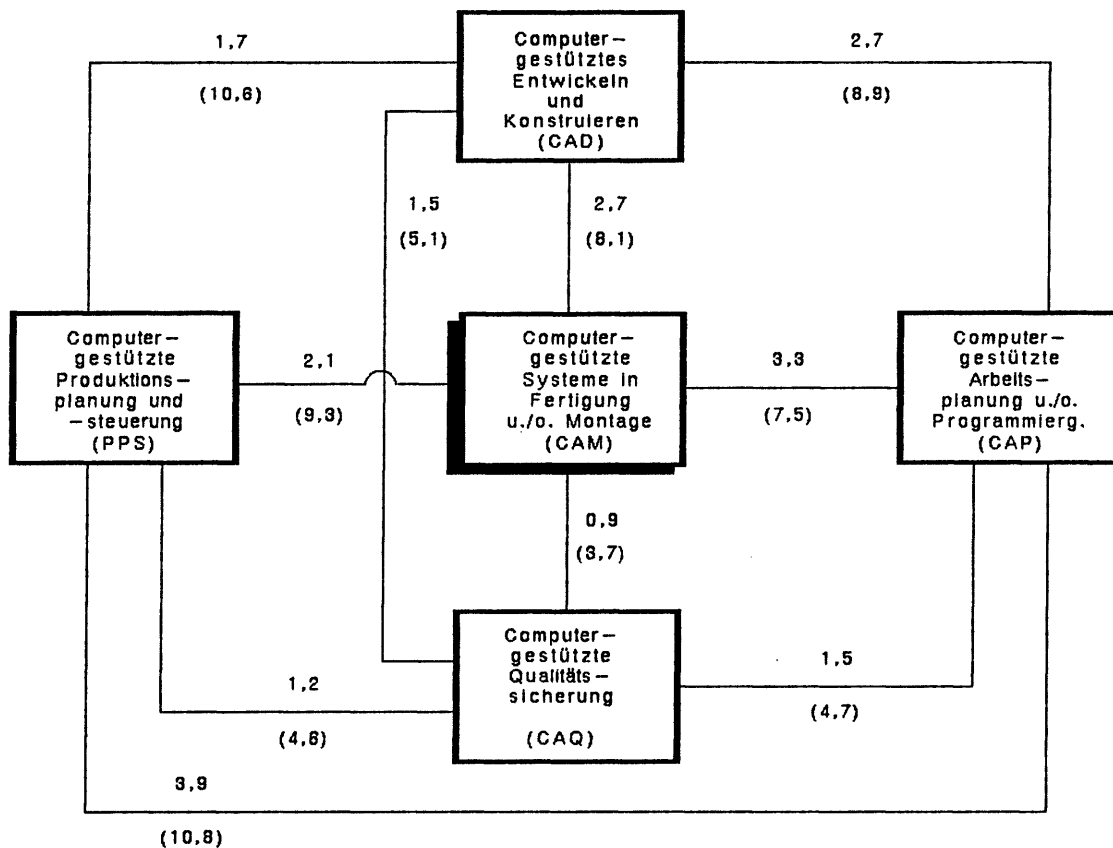 1,7
(10,6)
Computer–
gestütztes
Entwickeln
und
Konstruieren
(CAD)
2,7
(8,9)
1,5
(5,1)
2,7
(8,1)
Computer–
gestützte
Produktions–
planung und
–steuerung
(PPS)
2,1
(9,3)
Computer–
gestützte
Systeme in
Fertigung
u./o. Montage
(CAM)
3,3
(7,5)
Computer–
gestützte
Arbeits–
planung u./o.
Programmierg.
(CAP)
0,9
(3,7)
Computer–
gestützte
Qualitäts–
sicherung
(CAQ)
1,2
(4,6)
1,5
(4,7)
3,9
(10,8)